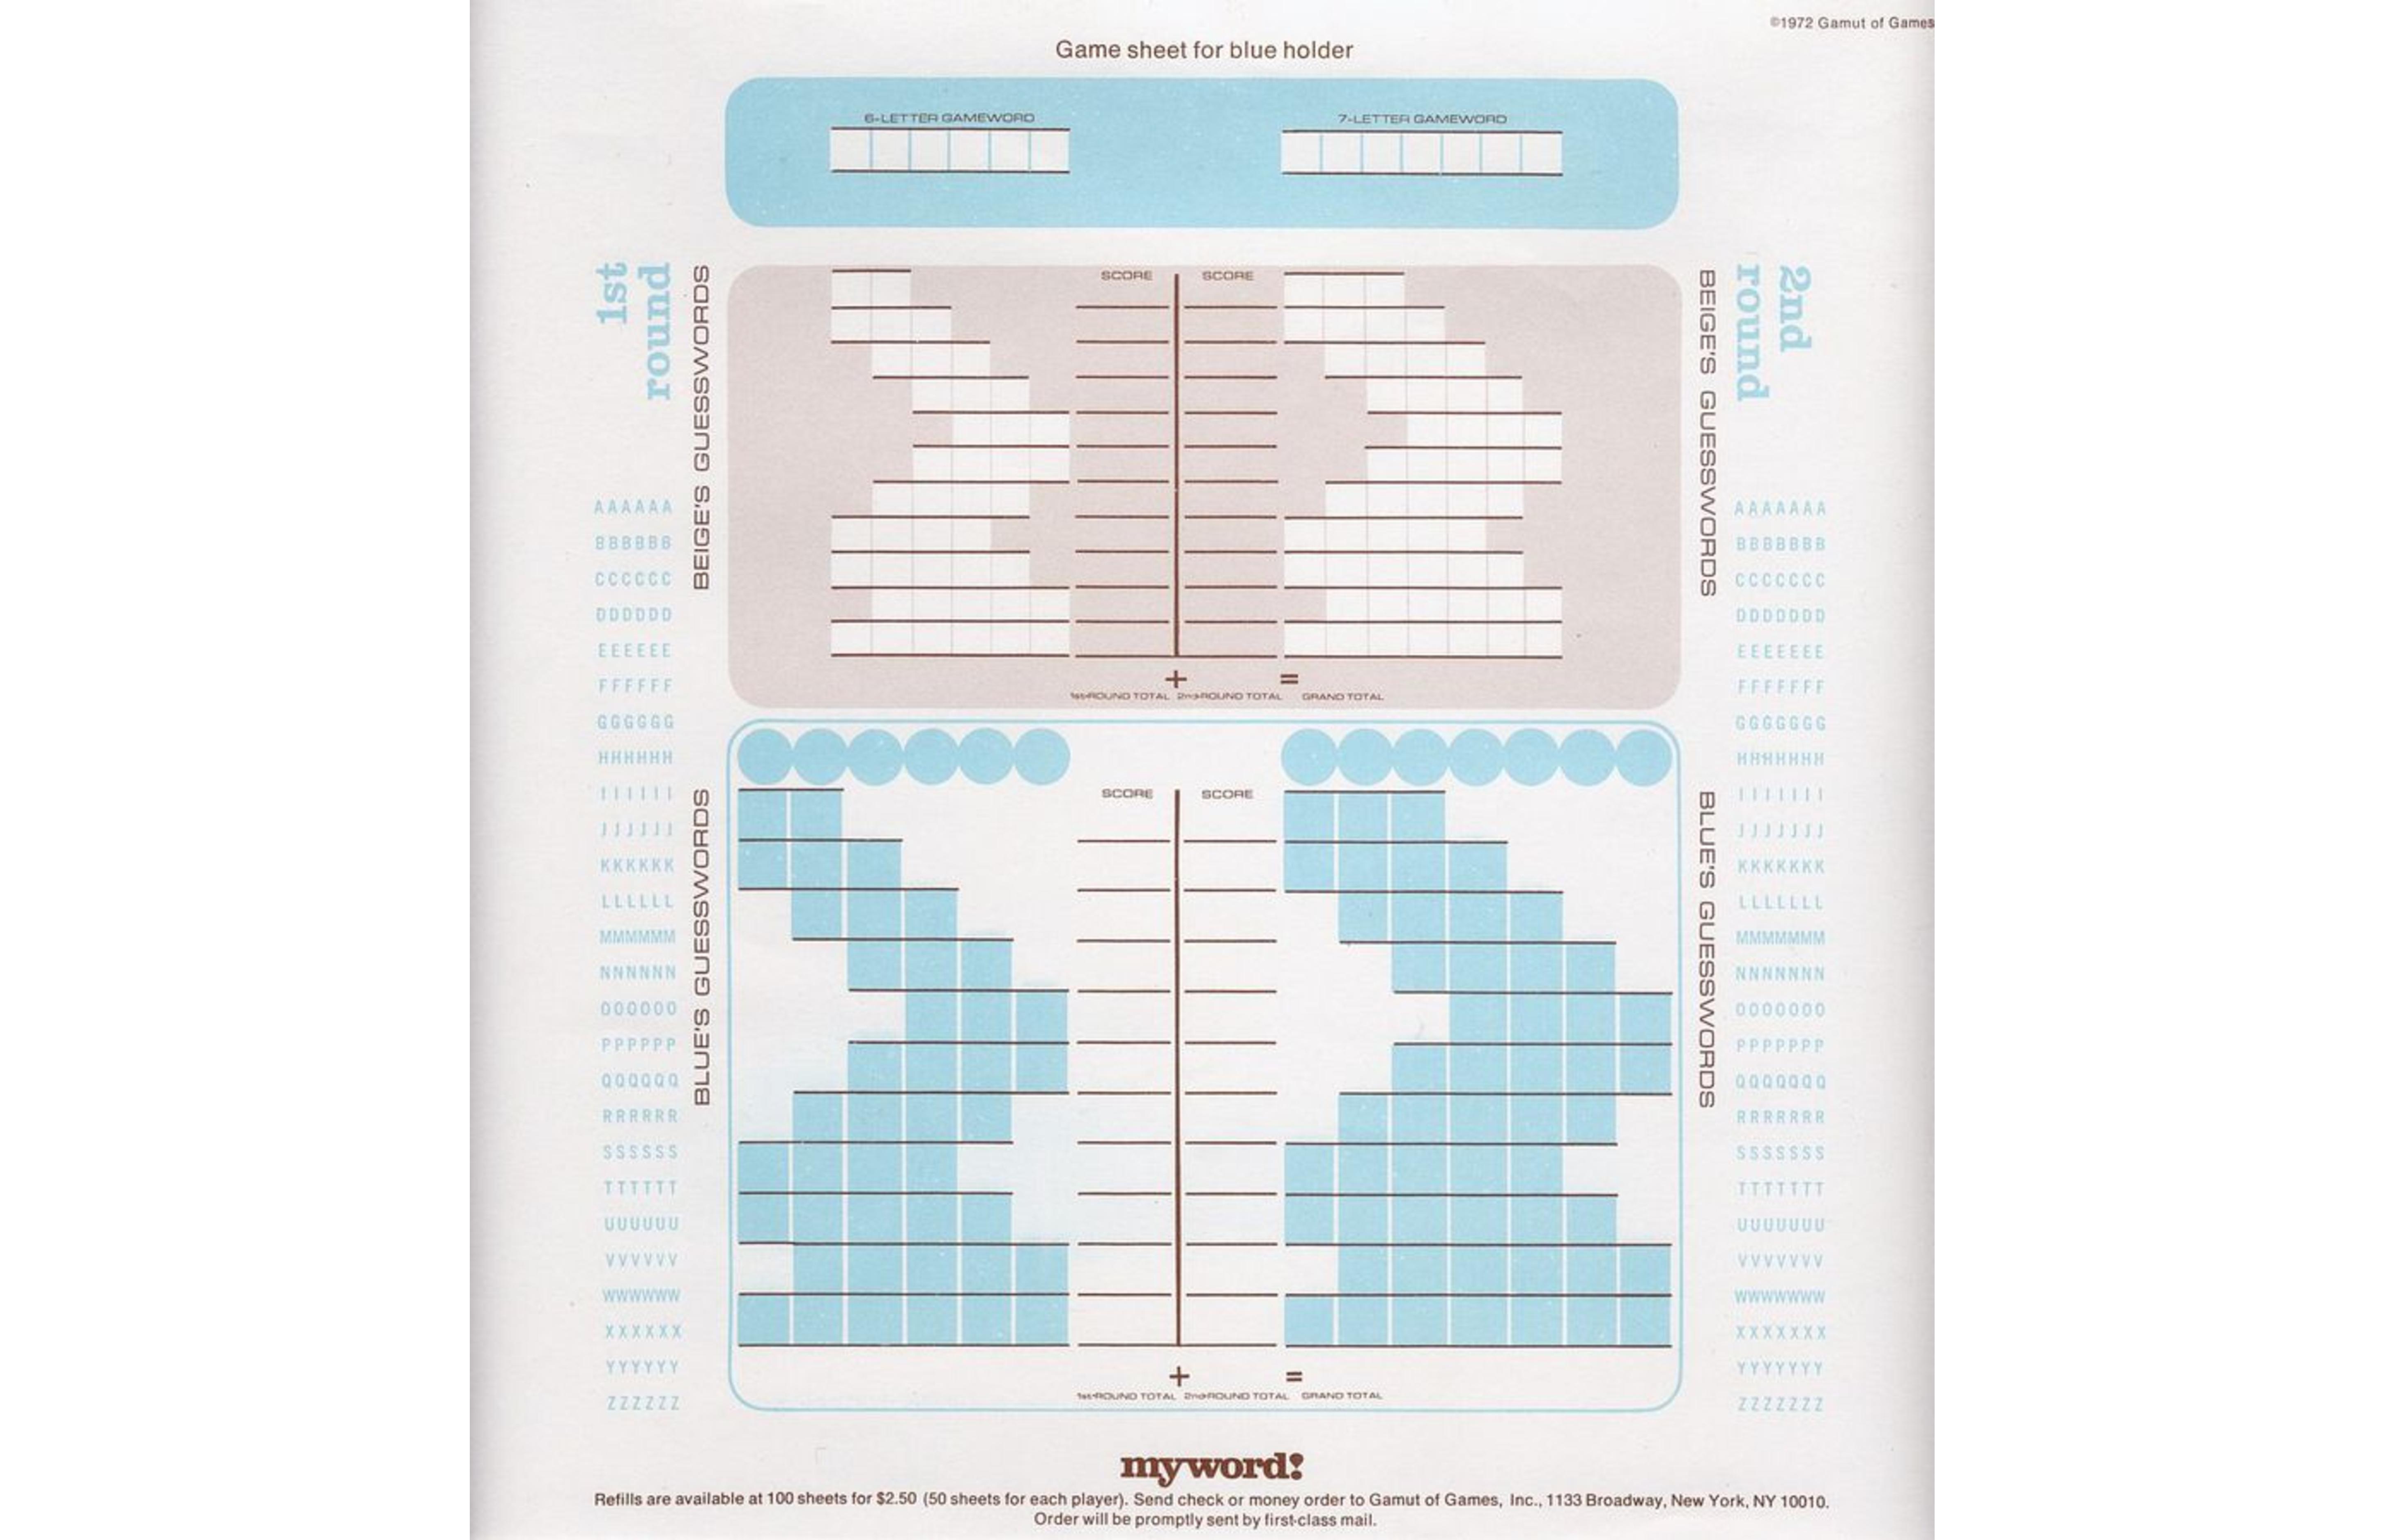 ©1972 Gamut of Games
Game sheet for blue holder
6-LETTER GAMEWORD
7-LETTER GAMEWORD
1st
round
BEIGE'S GUESSWORDS
SCORE
SCORE
BEIGE'S GUESSWORDS
2nd
round
1st-ROUND TOTAL + 2nd-ROUND TOTAL = GRAND TOTAL
BLUE'S GUESSWORDS
SCORE
SCORE
BLUE'S GUESSWORDS
1st-ROUND TOTAL + 2nd-ROUND TOTAL = GRAND TOTAL
AAAAAA
BBBBBB
CCCCCC
DDDDDD
EEEEEE
FFFFFF
GGGGGG
HHHHHH
IIIIII
JJJJJJ
KKKKKK
LLLLLL
MMMMMM
NNNNNN
OOOOOO
PPPPPP
QQQQQQ
RRRRRR
SSSSSS
TTTTTT
UUUUUU
VVVVVV
WWWWWW
XXXXXX
YYYYYY
ZZZZZZ
AAAAAAA
BBBBBBB
CCCCCCC
DDDDDDD
EEEEEEE
FFFFFFF
GGGGGGG
HHHHHHH
IIIIIII
JJJJJJJ
KKKKKKK
LLLLLLL
MMMMMMM
NNNNNNN
OOOOOOO
PPPPPPP
QQQQQQQ
RRRRRRR
SSSSSSS
TTTTTTT
UUUUUUU
VVVVVVV
WWWWWWW
XXXXXXX
YYYYYYY
ZZZZZZZ
myword!
Refills are available at 100 sheets for $2.50 (50 sheets for each player). Send check or money order to Gamut of Games, Inc., 1133 Broadway, New York, NY 10010.
Order will be promptly sent by first-class mail.